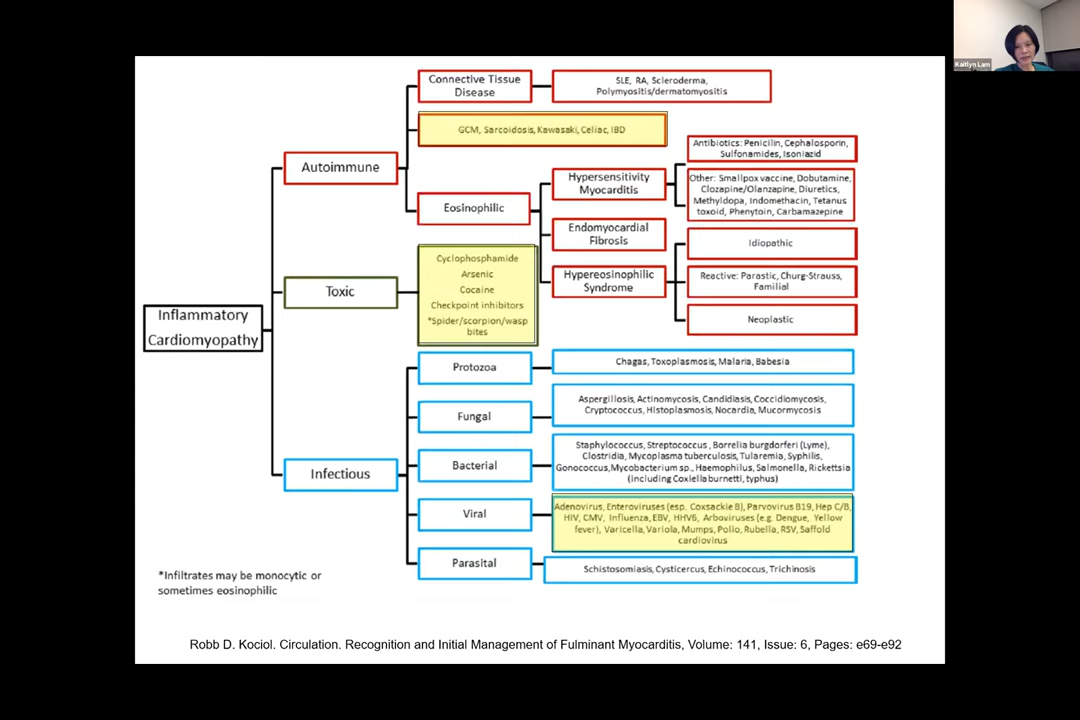 Kaitlyn Lam
Connective Tissue
Disease
SLE, RA, Scleroderma,
Polymyositis/dermatomyositis
GCM, Sarcoidosis, Kawasaki, Celiac, IBD
Autoimmune
Eosinophilic
Hypersensitivity
Myocarditis
Antibiotics: Penicilin, Cephalosporin,
Sulfonamides, Isoniazid
Other: Smallpox vaccine, Dobutamine,
Clozapine/Olanzapine, Diuretics,
Methyldopa, Indomethacin, Tetanus
toxoid, Phenytoin, Carbamazepine
Endomyocardial
Fibrosis
Hypereosinophilic
Syndrome
Idiopathic
Reactive: Parastic, Churg-Strauss,
Familial
Neoplastic
Toxic
Cyclophosphamide
Arsenic
Cocaine
Checkpoint inhibitors
*Spider/scorpion/wasp
bites
Inflammatory
Cardiomyopathy
Infectious
Protozoa
Chagas, Toxoplasmosis, Malaria, Babesia
Fungal
Aspergillosis, Actinomycosis, Candidiasis, Coccidiomycosis,
Cryptococcus, Histoplasmosis, Nocardia, Mucormycosis
Bacterial
Staphylococcus, Streptococcus, Borrelia burgdorferi (Lyme),
Clostridia, Mycoplasma tuberculosis, Tularemia, Syphilis,
Gonococcus, Mycobacterium sp., Haemophilus, Salmonella, Rickettsia
(including Coxiella burnetti, typhus)
Viral
Adenovirus, Enteroviruses (esp. Coxsackie B), Parvovirus B19, Hep C/B,
HIV, CMV, Influenza, EBV, HHV6, Arboviruses (e.g. Dengue, Yellow
fever), Varicella, Variola, Mumps, Polio, Rubella, RSV, Saffold
cardiovirus
Parasital
Schistosomiasis, Cysticercus, Echinococcus, Trichinosis
*Infiltrates may be monocytic or
sometimes eosinophilic
Robb D. Kociol. Circulation. Recognition and Initial Management of Fulminant Myocarditis, Volume: 141, Issue: 6, Pages: e69-e92